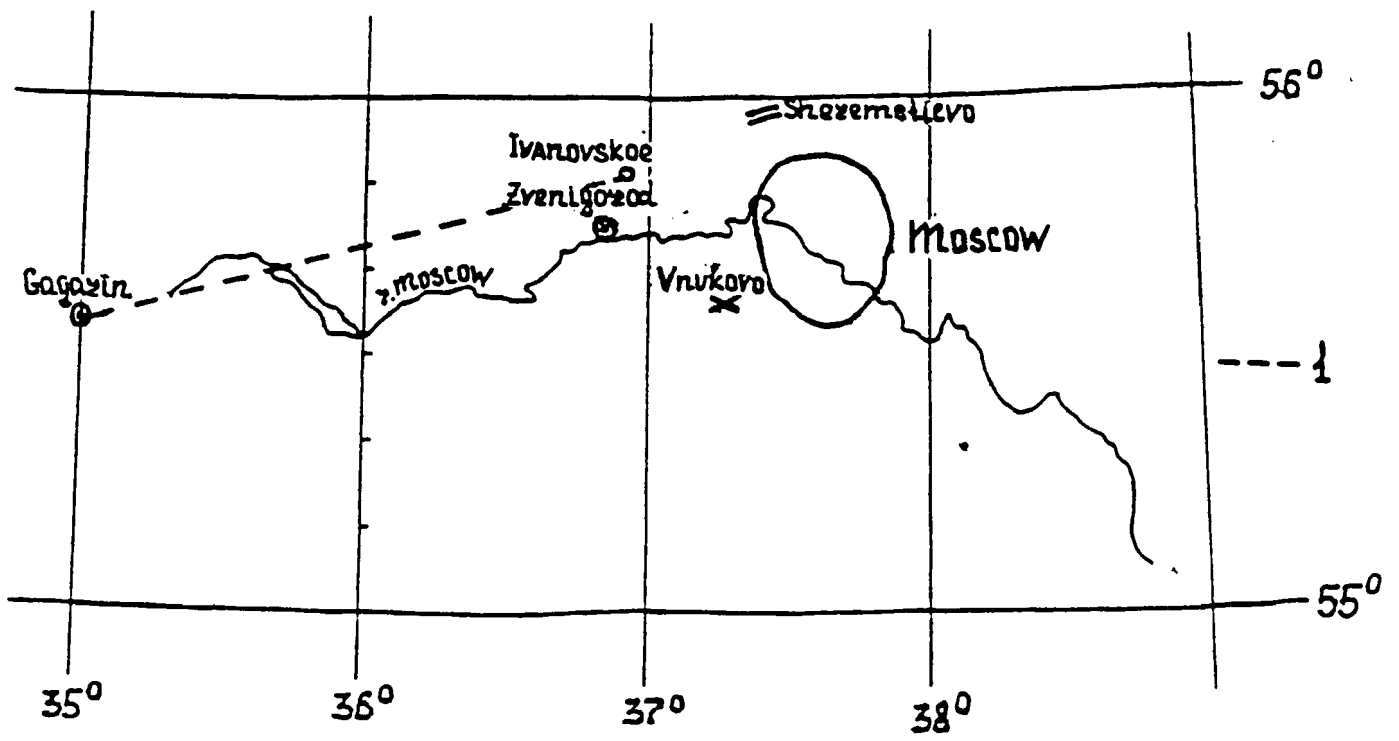 56°
Sheremetievo
Ivanovskoe
Zvenigorod
Moscow
Gagarin
r. Moscow
Vnukovo
1
55°
35°
36°
37°
38°